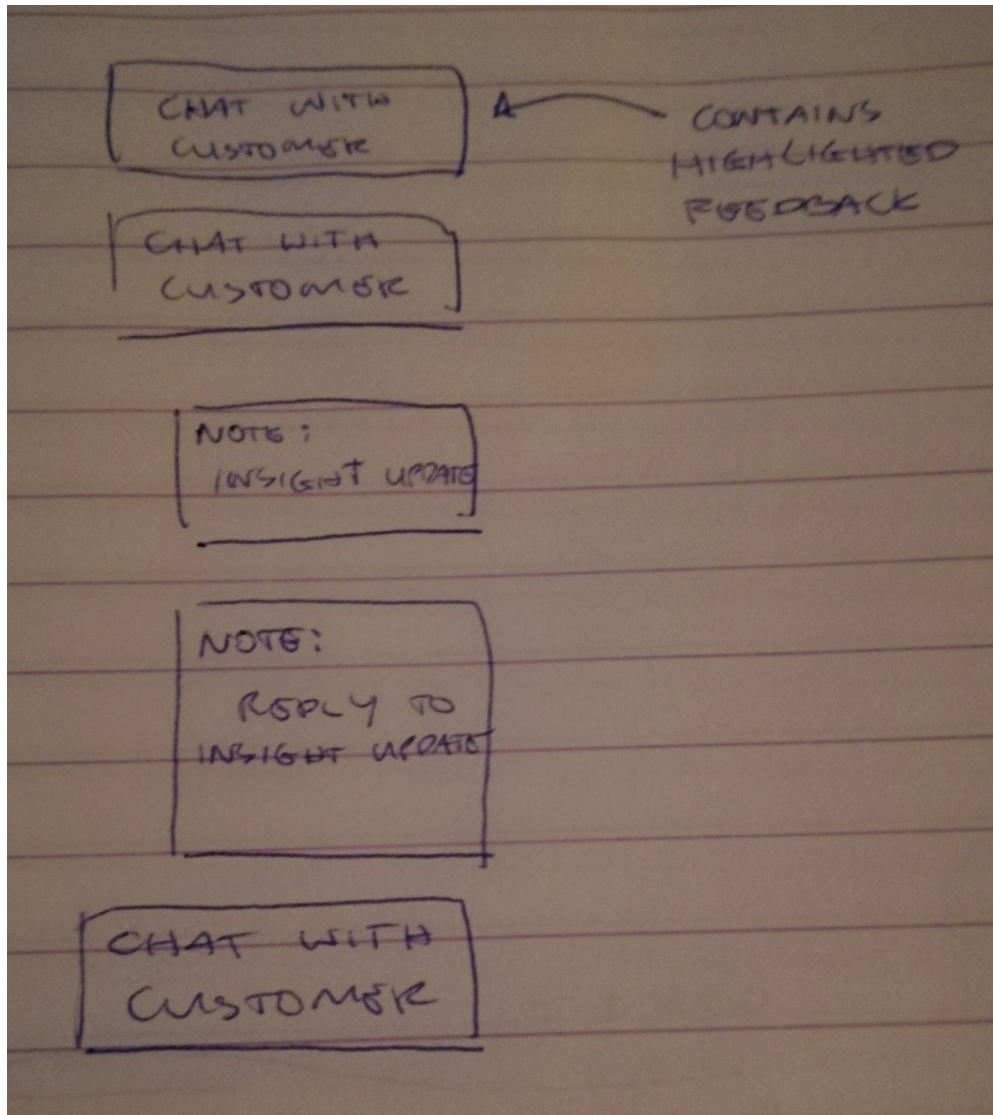 CHAT WITH
CUSTOMER
CONTAINS
HIGHLIGHTED
FEEDBACK
CHAT WITH
CUSTOMER
NOTE:
INSIGHT UPDATE
NOTE:
REPLY TO
INSIGHT UPDATE
CHAT WITH
CUSTOMER